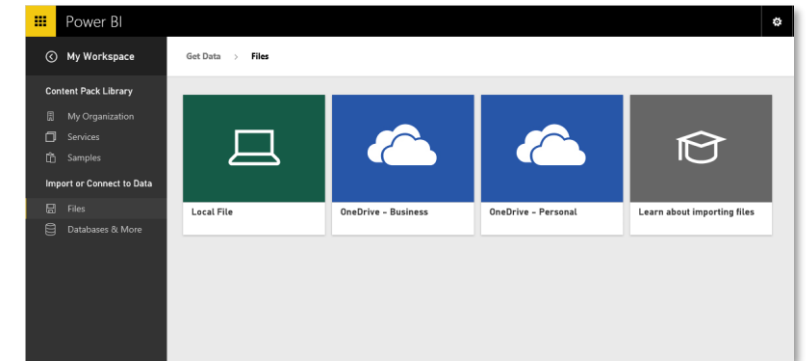 Power BI
My Workspace
Get Data > Files
Content Pack Library
My Organization
Services
Samples
Import or Connect to Data
Files
Databases & More
Local File
OneDrive – Business
OneDrive – Personal
Learn about importing files